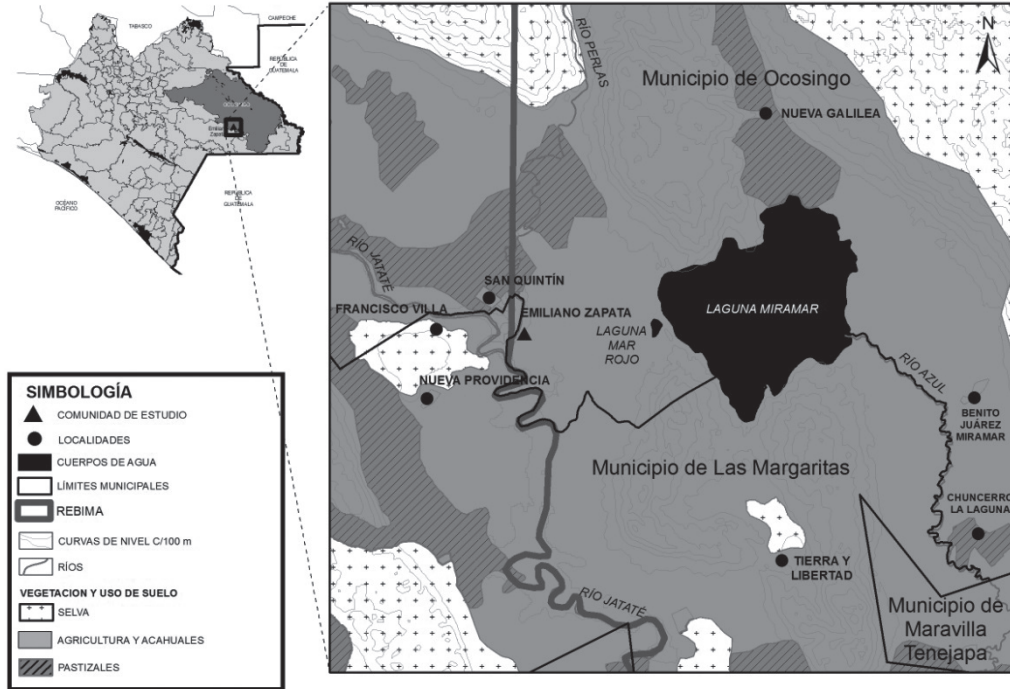 CAMPECHE
TABASCO
REPÚBLICA
DE
GUATEMALA
OCOSINGO
Emiliano
Zapata
REPÚBLICA
DE
GUATEMALA
OCÉANO
PACÍFICO
SIMBOLOGÍA
COMUNIDAD DE ESTUDIO
LOCALIDADES
CUERPOS DE AGUA
LÍMITES MUNICIPALES
REBIMA
CURVAS DE NIVEL C/100 m
RÍOS
VEGETACION Y USO DE SUELO
SELVA
AGRICULTURA Y ACAHUALES
PASTIZALES
N
RÍO PERLAS
Municipio de Ocosingo
NUEVA GALILEA
RÍO JATATÉ
SAN QUINTÍN
FRANCISCO VILLA
EMILIANO ZAPATA
LAGUNA
MAR
ROJO
LAGUNA MIRAMAR
NUEVA PROVIDENCIA
RÍO AZUL
BENITO
JUÁREZ
MIRAMAR
Municipio de Las Margaritas
CHUNCERRO
LA LAGUNA
TIERRA Y
LIBERTAD
RÍO JATATÉ
Municipio de
Maravilla
Tenejapa